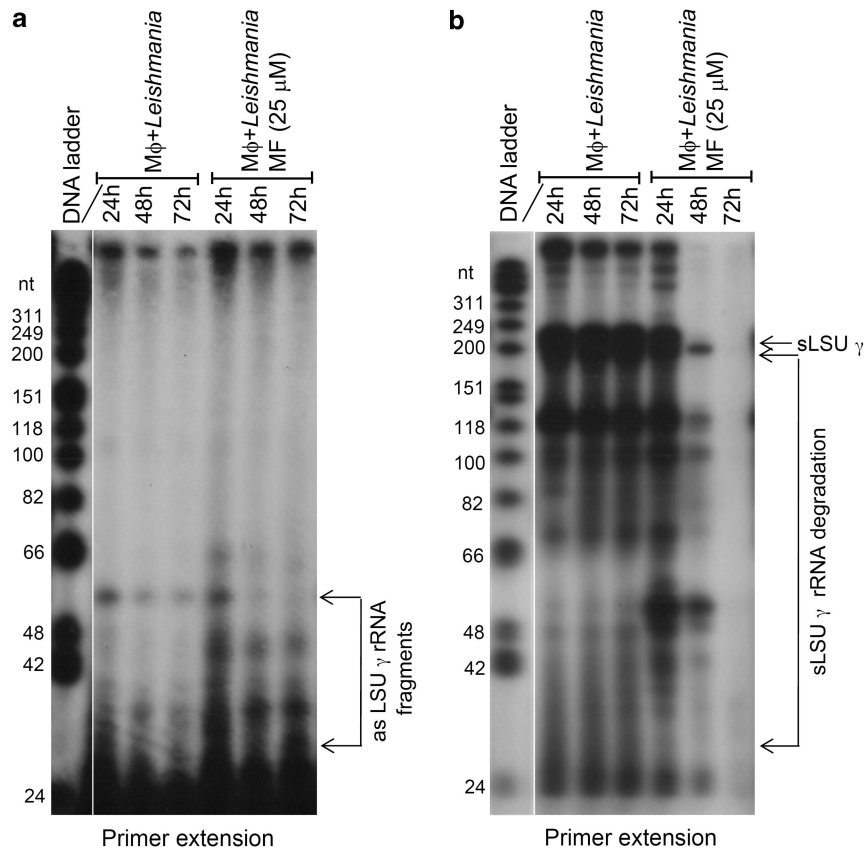 a
DNA ladder
Mϕ+Leishmania
Mϕ+Leishmania
MF (25 μM)
24h
48h
72h
24h
48h
72h
nt
311
249
200
151
118
100
82
66
48
42
24
as LSU γ rRNA
fragments
Primer extension
b
DNA ladder
Mϕ+Leishmania
Mϕ+Leishmania
MF (25 μM)
24h
48h
72h
24h
48h
72h
nt
311
249
200
151
118
100
82
66
48
42
24
sLSU γ
sLSU γ rRNA degradation
Primer extension